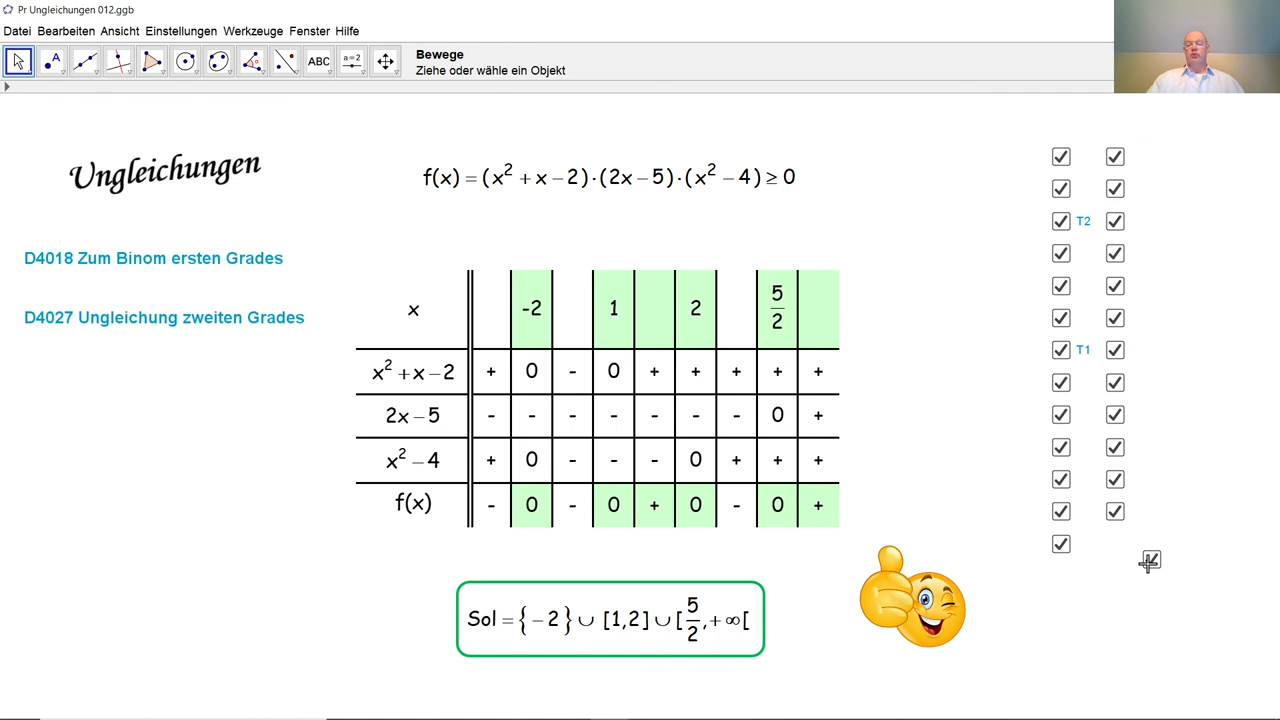 Pr Ungleichungen 012.ggb
Datei Bearbeiten Ansicht Einstellungen Werkzeuge Fenster Hilfe
A ABC a=2 Bewege
Ziehe oder wähle ein Objekt
Ungleichungen
f(x) = (x² + x − 2)·(2x − 5)·(x² − 4) ≥ 0
T2
D4018 Zum Binom ersten Grades
D4027 Ungleichung zweiten Grades
x -2 1 2 5/2
T1
x² + x − 2 + 0 - 0 + + + + +
2x − 5 - - - - - - - 0 +
x² − 4 + 0 - - - 0 + + +
f(x) - 0 - 0 + 0 - 0 +
Sol = {−2} ∪ [1,2] ∪ [5/2, +∞[